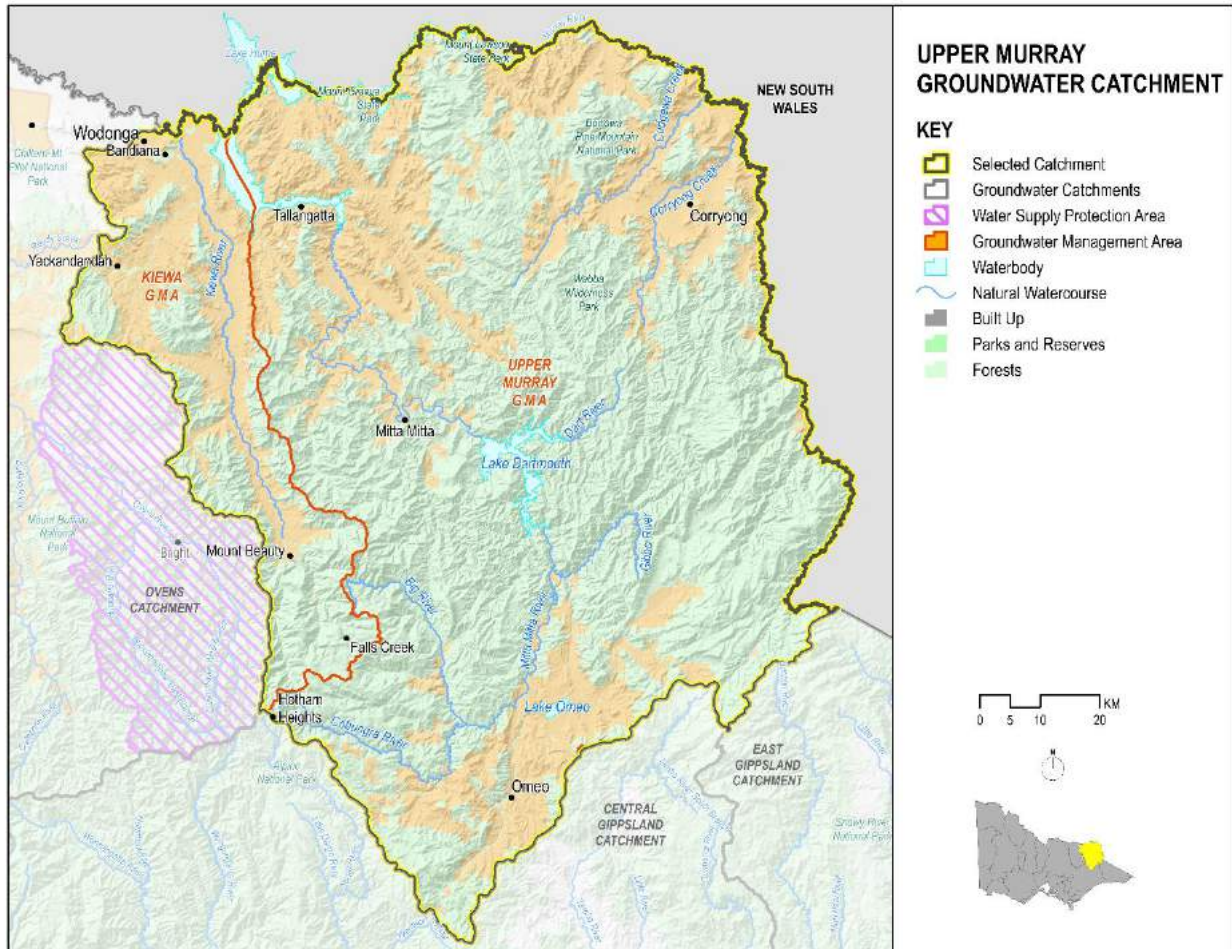 UPPER MURRAY
GROUNDWATER CATCHMENT
KEY
Selected Catchment
Groundwater Catchments
Water Supply Protection Area
Groundwater Management Area
Waterbody
Natural Watercourse
Built Up
Parks and Reserves
Forests
0 5 10 20 KM
N
NEW SOUTH
WALES
Lake Hume
Mount Lawson
State Park
Mount Granya
State
Park
Wodonga
Bandiana
Chiltern-Mt
Pilot National
Park
Burrowa
Pine Mountain
National Park
Cudgewa Creek
Corryong Creek
Corryong
Tallangatta
Yackandandah
KIEWA
GMA
Kiewa River
Wabba
Wilderness
Park
UPPER
MURRAY
GMA
Mitta Mitta
Dart River
Lake Dartmouth
Mount Buffalo
National
Park
Bright
Mount Beauty
OVENS
CATCHMENT
Big River
Gibbo River
Mitta Mitta River
Falls Creek
Hotham
Heights
Cobungra River
Lake Omeo
Alpine
National Park
Omeo
EAST
GIPPSLAND
CATCHMENT
CENTRAL
GIPPSLAND
CATCHMENT
Snowy River
National Park